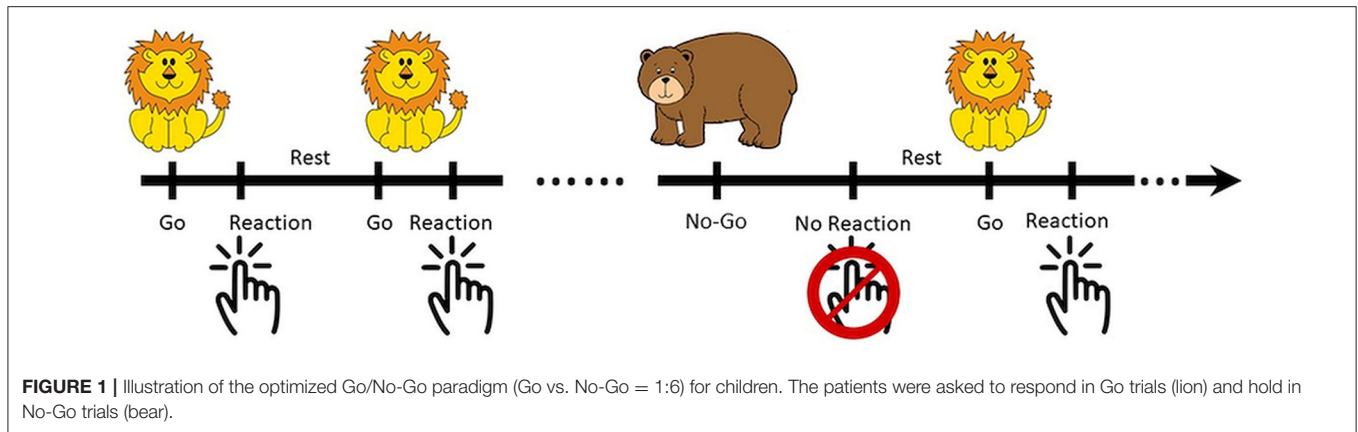 Rest
Rest
Go
Reaction
Go
Reaction
No-Go
No Reaction
Go
Reaction
FIGURE 1 | Illustration of the optimized Go/No-Go paradigm (Go vs. No-Go = 1:6) for children. The patients were asked to respond in Go trials (lion) and hold in
No-Go trials (bear).